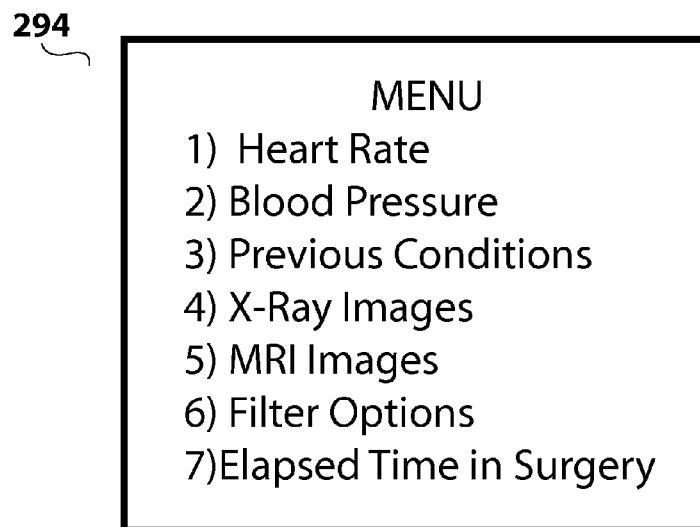 294
MENU
1) Heart Rate
2) Blood Pressure
3) Previous Conditions
4) X-Ray Images
5) MRI Images
6) Filter Options
7)Elapsed Time in Surgery